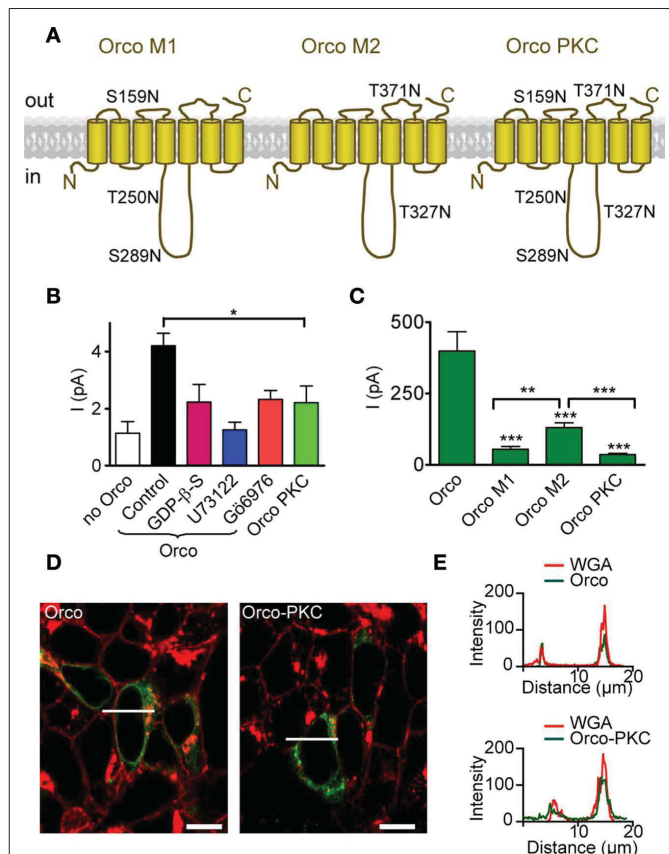 A
Orco M1 Orco M2 Orco PKC
S159N C T371N C S159N T371N C
out
in
N N N
T250N T327N T250N T327N
S289N S289N
B
*
I (pA)
4
2
0
no Orco Control GDP-β-S U73122 Gö6976 Orco PKC
Orco
C
500
250
0
I (pA)
** ***
*** *** ***
Orco Orco M1 Orco M2 Orco PKC
D
Orco Orco-PKC
E
WGA
Orco
Intensity
200
100
0
0 10 20
Distance (µm)
WGA
Orco-PKC
Intensity
200
100
0
0 10 20
Distance (µm)